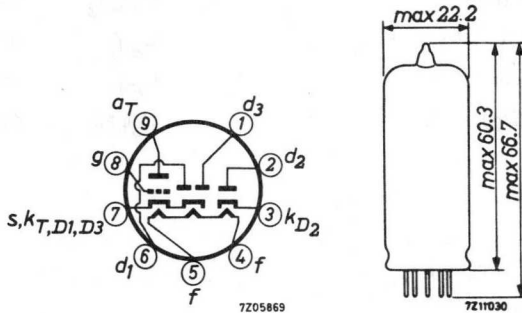 max 22.2
max 60.3
max 66.7
7Z11030
a_T
9
d_3
1
g
8
2
d_2
s,k_T,D1,D3
7
3
k_D2
6
d_1
5
f
4
f
7Z05869